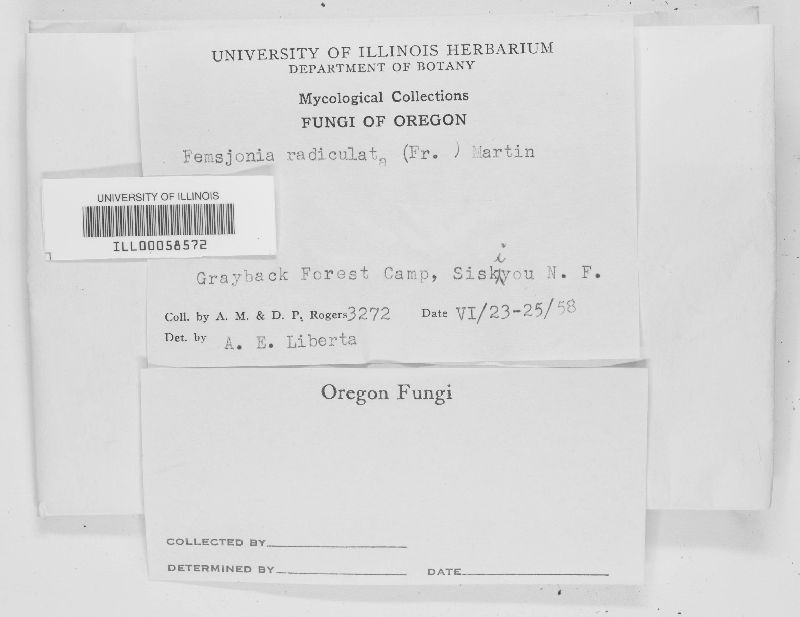 UNIVERSITY OF ILLINOIS HERBARIUM
DEPARTMENT OF BOTANY
Mycological Collections
FUNGI OF OREGON
Femsjonia radiculata (Fr. ) Martin
UNIVERSITY OF ILLINOIS
ILL00058572
Grayback Forest Camp, Siskiyou N. F.
Coll. by A. M. & D. P. Rogers 3272 Date VI/23-25/58
Det. by A. E. Liberta
Oregon Fungi
COLLECTED BY
DETERMINED BY DATE